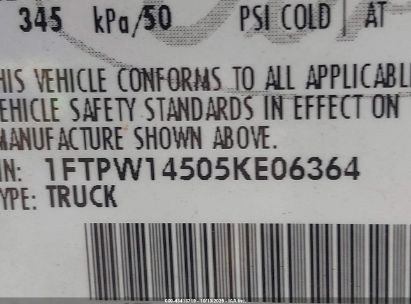 345 kPa/50 PSI COLD AT
HIS VEHICLE CONFORMS TO ALL APPLICABL
EHICLE SAFETY STANDARDS IN EFFECT ON
MANUFACTURE SHOWN ABOVE.
IN: 1FTPW14505KE06364
YPE: TRUCK